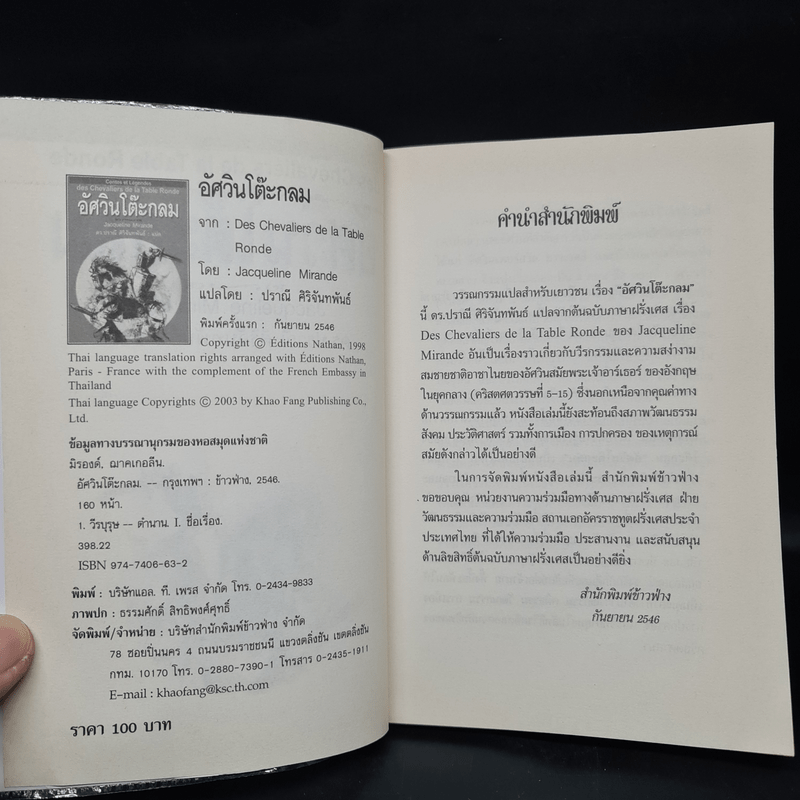 Contes et Legendes
des Chevaliers de la Table Ronde
อัศวินโต๊ะกลม
Jacqueline Mirande
ดร.ปราณี ศิริจันทพันธ์ - แปล
อัศวินโต๊ะกลม
จาก : Des Chevaliers de la Table
Ronde
โดย : Jacqueline Mirande
แปลโดย : ปราณี ศิริจันทพันธ์
พิมพ์ครั้งแรก : กันยายน 2546
Copyright © Éditions Nathan, 1998
Thai language translation rights arranged with Éditions Nathan,
Paris - France with the complement of the French Embassy in
Thailand
Thai language Copyrights © 2003 by Khao Fang Publishing Co.,
Ltd.
ข้อมูลทางบรรณานุกรมของหอสมุดแห่งชาติ
มิรองด์, ฌาคเกอลีน.
อัศวินโต๊ะกลม. -- กรุงเทพฯ : ข้าวฟ่าง, 2546.
160 หน้า.
1. วีรบุรุษ -- ตำนาน. I. ชื่อเรื่อง.
398.22
ISBN 974-7406-63-2
พิมพ์ : บริษัทแอล. ที. เพรส จำกัด โทร. 0-2434-9833
ภาพปก : ธรรมศักดิ์ สิทธิพงศ์ศุทธิ์
จัดพิมพ์/จำหน่าย : บริษัทสำนักพิมพ์ข้าวฟ่าง จำกัด
78 ซอยปิ่นนคร 4 ถนนบรมราชชนนี แขวงตลิ่งชัน เขตตลิ่งชัน
กทม. 10170 โทร. 0-2880-7390-1 โทรสาร 0-2435-1911
E-mail : khaofang@ksc.th.com
ราคา 100 บาท
คำนำสำนักพิมพ์
วรรณกรรมแปลสำหรับเยาวชน เรื่อง "อัศวินโต๊ะกลม"
นี้ ดร.ปราณี ศิริจันทพันธ์ แปลจากต้นฉบับภาษาฝรั่งเศส เรื่อง
Des Chevaliers de la Table Ronde ของ Jacqueline
Mirande อันเป็นเรื่องราวเกี่ยวกับวีรกรรมและความสง่างาม
สมชายชาติอาชาไนยของอัศวินสมัยพระเจ้าอาร์เธอร์ ของอังกฤษ
ในยุคกลาง (คริสตศตวรรษที่ 5-15) ซึ่งนอกเหนือจากคุณค่าทาง
ด้านวรรณกรรมแล้ว หนังสือเล่มนี้ยังสะท้อนถึงสภาพวัฒนธรรม
สังคม ประวัติศาสตร์ รวมทั้งการเมือง การปกครอง ของเหตุการณ์
สมัยดังกล่าวได้เป็นอย่างดี
ในการจัดพิมพ์หนังสือเล่มนี้ สำนักพิมพ์ข้าวฟ่าง
ขอขอบคุณ หน่วยงานความร่วมมือทางด้านภาษาฝรั่งเศส ฝ่าย
วัฒนธรรมและความร่วมมือ สถานเอกอัครราชทูตฝรั่งเศสประจำ
ประเทศไทย ที่ได้ให้ความร่วมมือ ประสานงาน และสนับสนุน
ด้านลิขสิทธิ์ต้นฉบับภาษาฝรั่งเศสเป็นอย่างดียิ่ง
สำนักพิมพ์ข้าวฟ่าง
กันยายน 2546